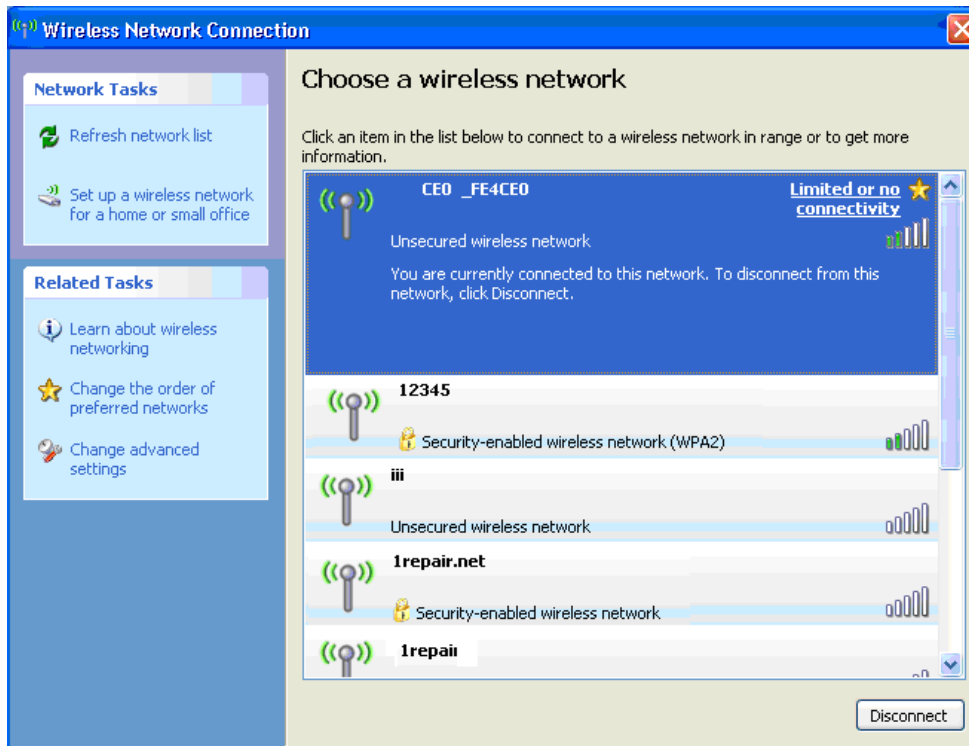 Wireless Network Connection
Network Tasks
Refresh network list
Set up a wireless network
for a home or small office
Related Tasks
Learn about wireless
networking
Change the order of
preferred networks
Change advanced
settings
Choose a wireless network
Click an item in the list below to connect to a wireless network in range or to get more
information.
CE0 _FE4CE0
Limited or no
connectivity
Unsecured wireless network
You are currently connected to this network. To disconnect from this
network, click Disconnect.
12345
Security-enabled wireless network (WPA2)
iii
Unsecured wireless network
1repair.net
Security-enabled wireless network
1repair
Disconnect